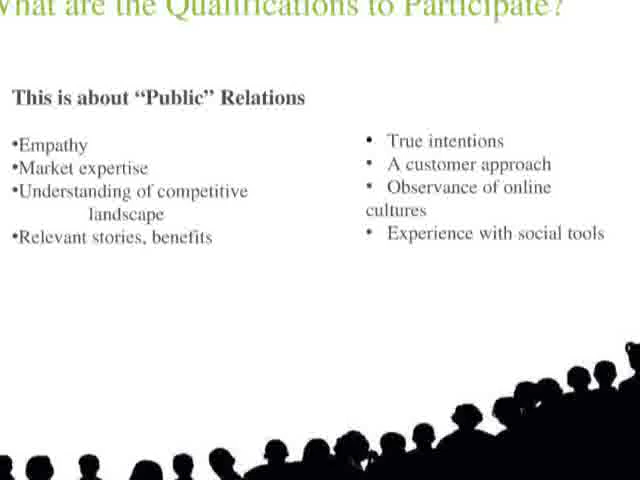 What are the Qualifications to Participate?
This is about “Public” Relations
•Empathy
•Market expertise
•Understanding of competitive
landscape
•Relevant stories, benefits
• True intentions
• A customer approach
• Observance of online
cultures
• Experience with social tools